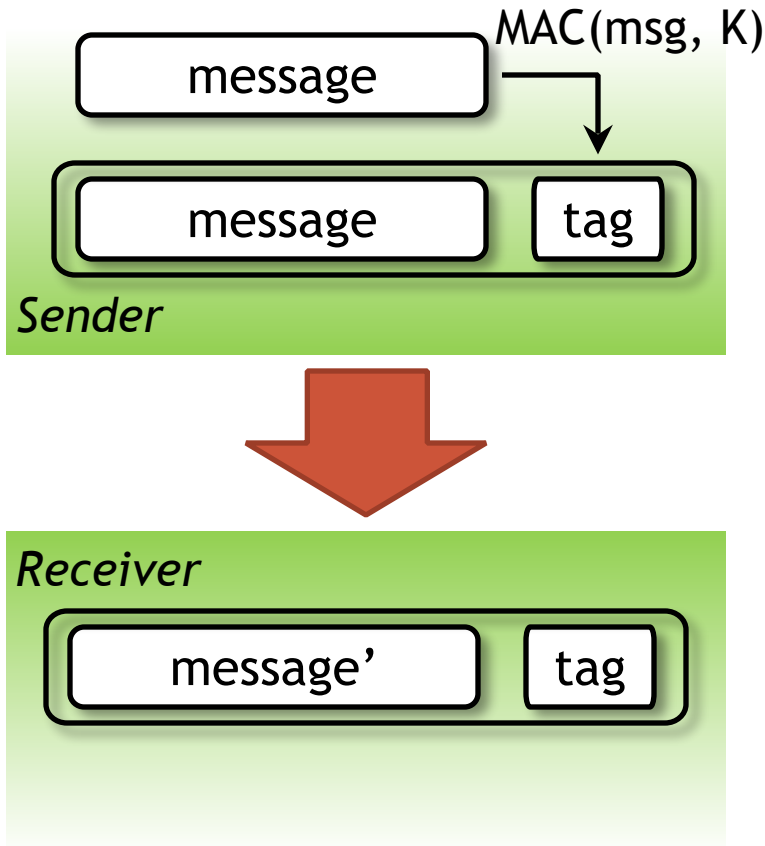 MAC(msg, K)
message
message tag
Sender
Receiver
message’ tag